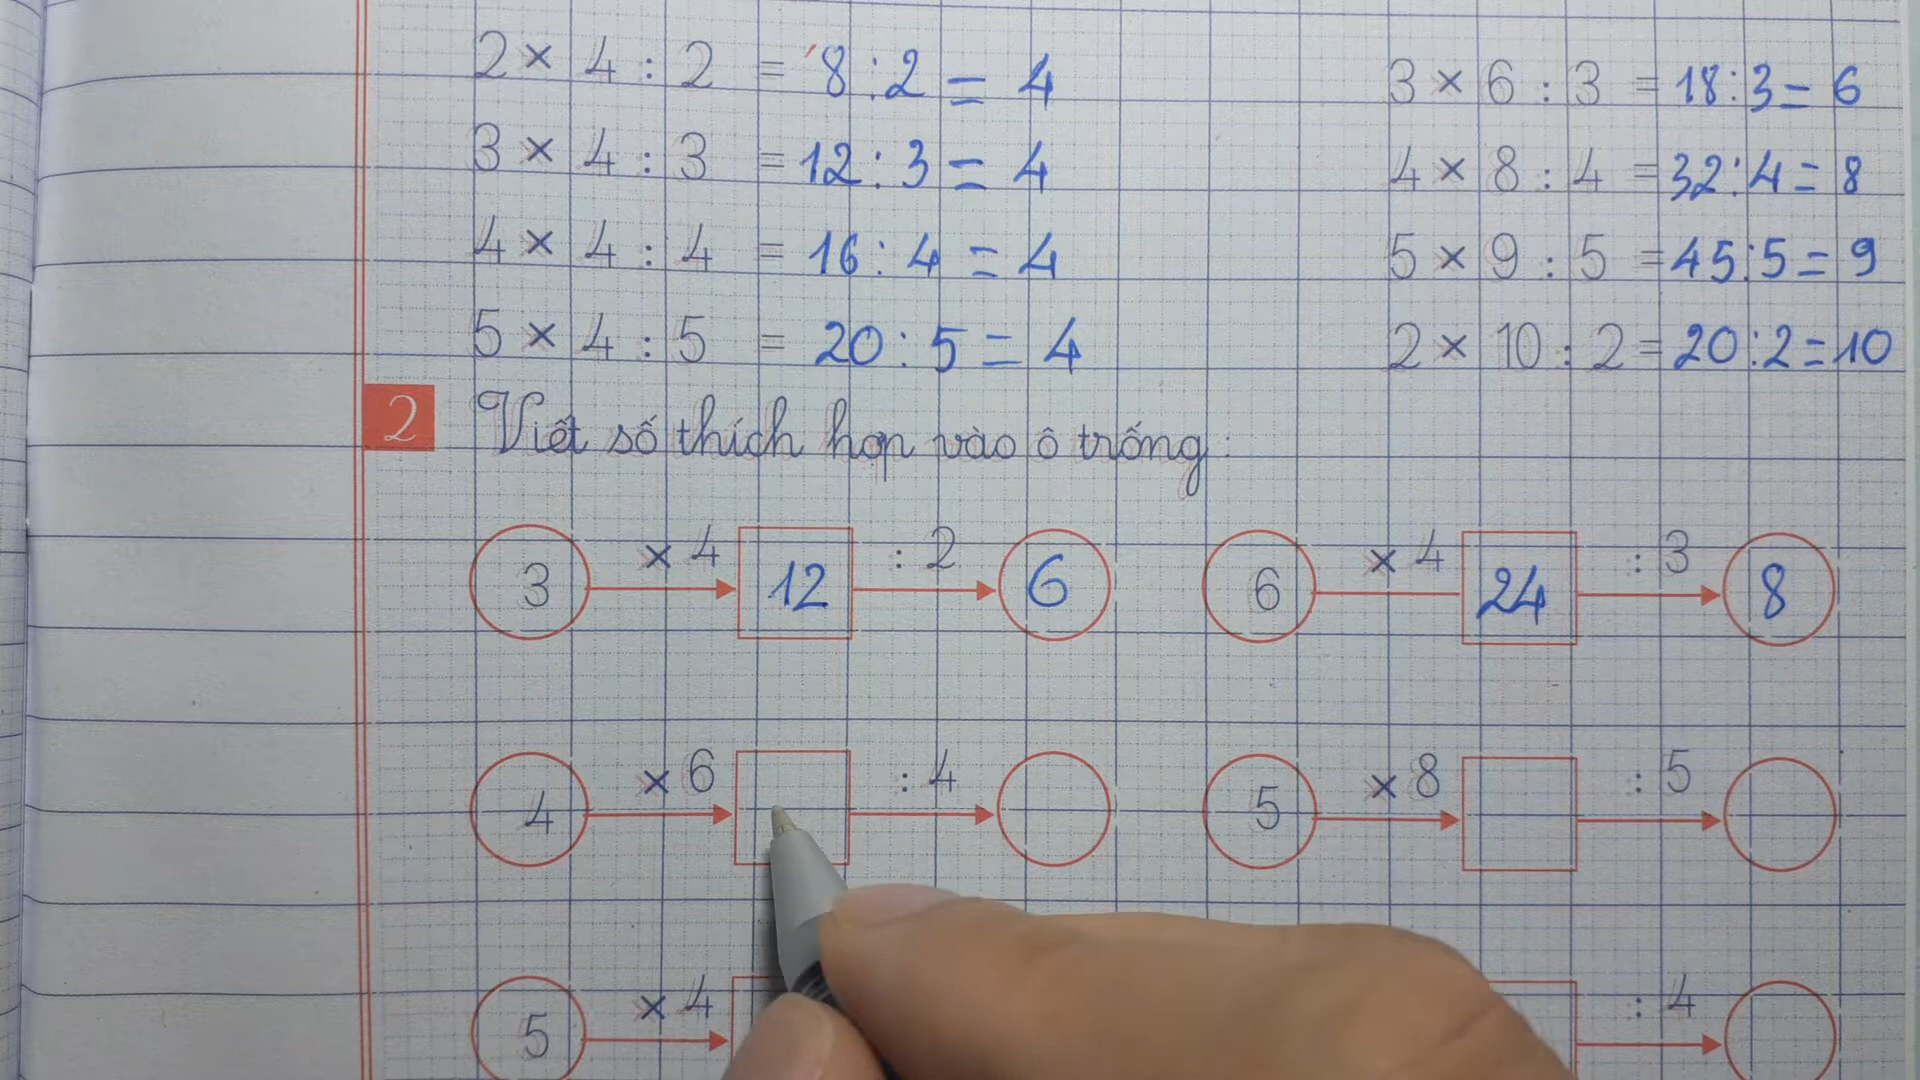 2 × 4 : 2 = 8 : 2 = 4
3 × 6 : 3 = 18 : 3 = 6
3 × 4 : 3 = 12 : 3 = 4
4 × 8 : 4 = 32 : 4 = 8
4 × 4 : 4 = 16 : 4 = 4
5 × 9 : 5 = 45 : 5 = 9
5 × 4 : 5 = 20 : 5 = 4
2 × 10 : 2 = 20 : 2 = 10
2 Viết số thích hợp vào ô trống:
3 × 4 12 : 2 6
6 × 4 24 : 3 8
4 × 6 : 4
5 × 8 : 5
5 × 4
: 4